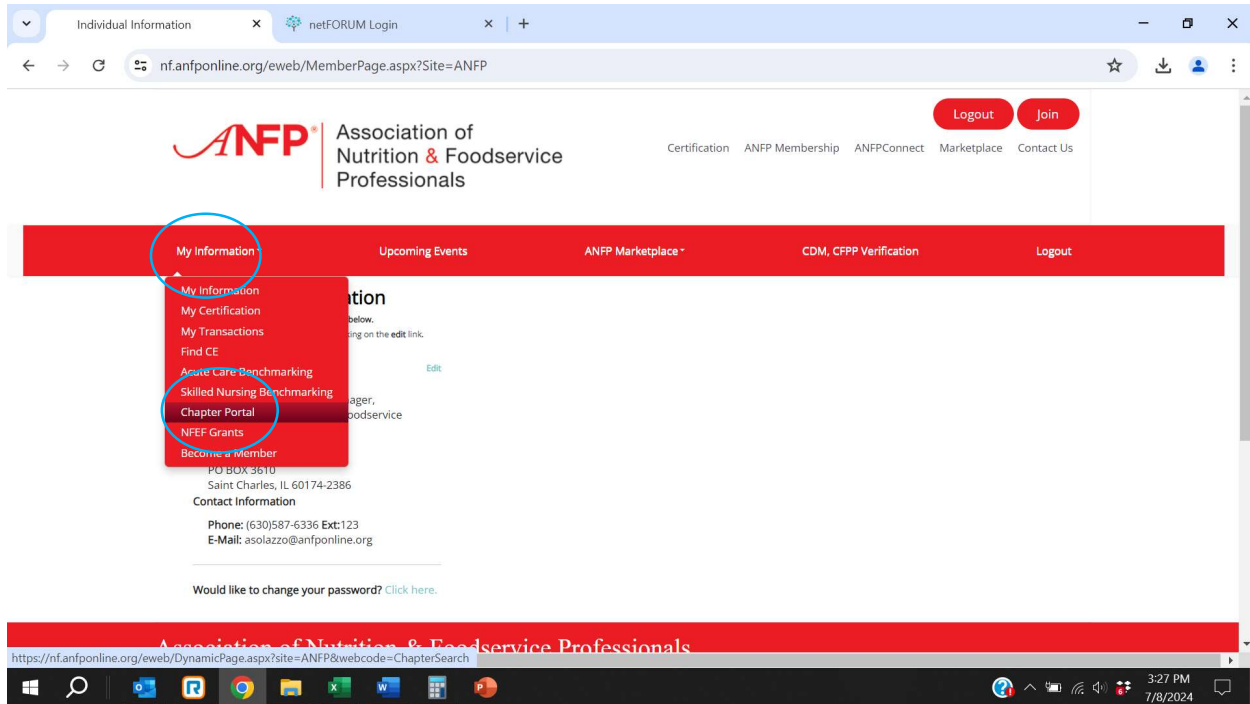 Individual Information
netFORUM Login
nf.anfponline.org/eweb/MemberPage.aspx?Site=ANFP
Logout Join
ANFP®
Association of
Nutrition & Foodservice
Professionals
Certification ANFP Membership ANFPConnect Marketplace Contact Us
My Information Upcoming Events ANFP Marketplace CDM, CFPP Verification Logout
My Information
My Certification
My Transactions
Find CE
Acute Care Benchmarking
Skilled Nursing Benchmarking
Chapter Portal
NFEF Grants
Become a Member
tion
below.
ing on the edit link.
Edit
ager,
oodservice
PO BOX 3610
Saint Charles, IL 60174-2386
Contact Information
Phone: (630)587-6336 Ext:123
E-Mail: asolazzo@anfponline.org
Would like to change your password? Click here.
Association of Nutrition & Foodservice Professionals
https://nf.anfponline.org/eweb/DynamicPage.aspx?site=ANFP&webcode=ChapterSearch
3:27 PM
7/8/2024